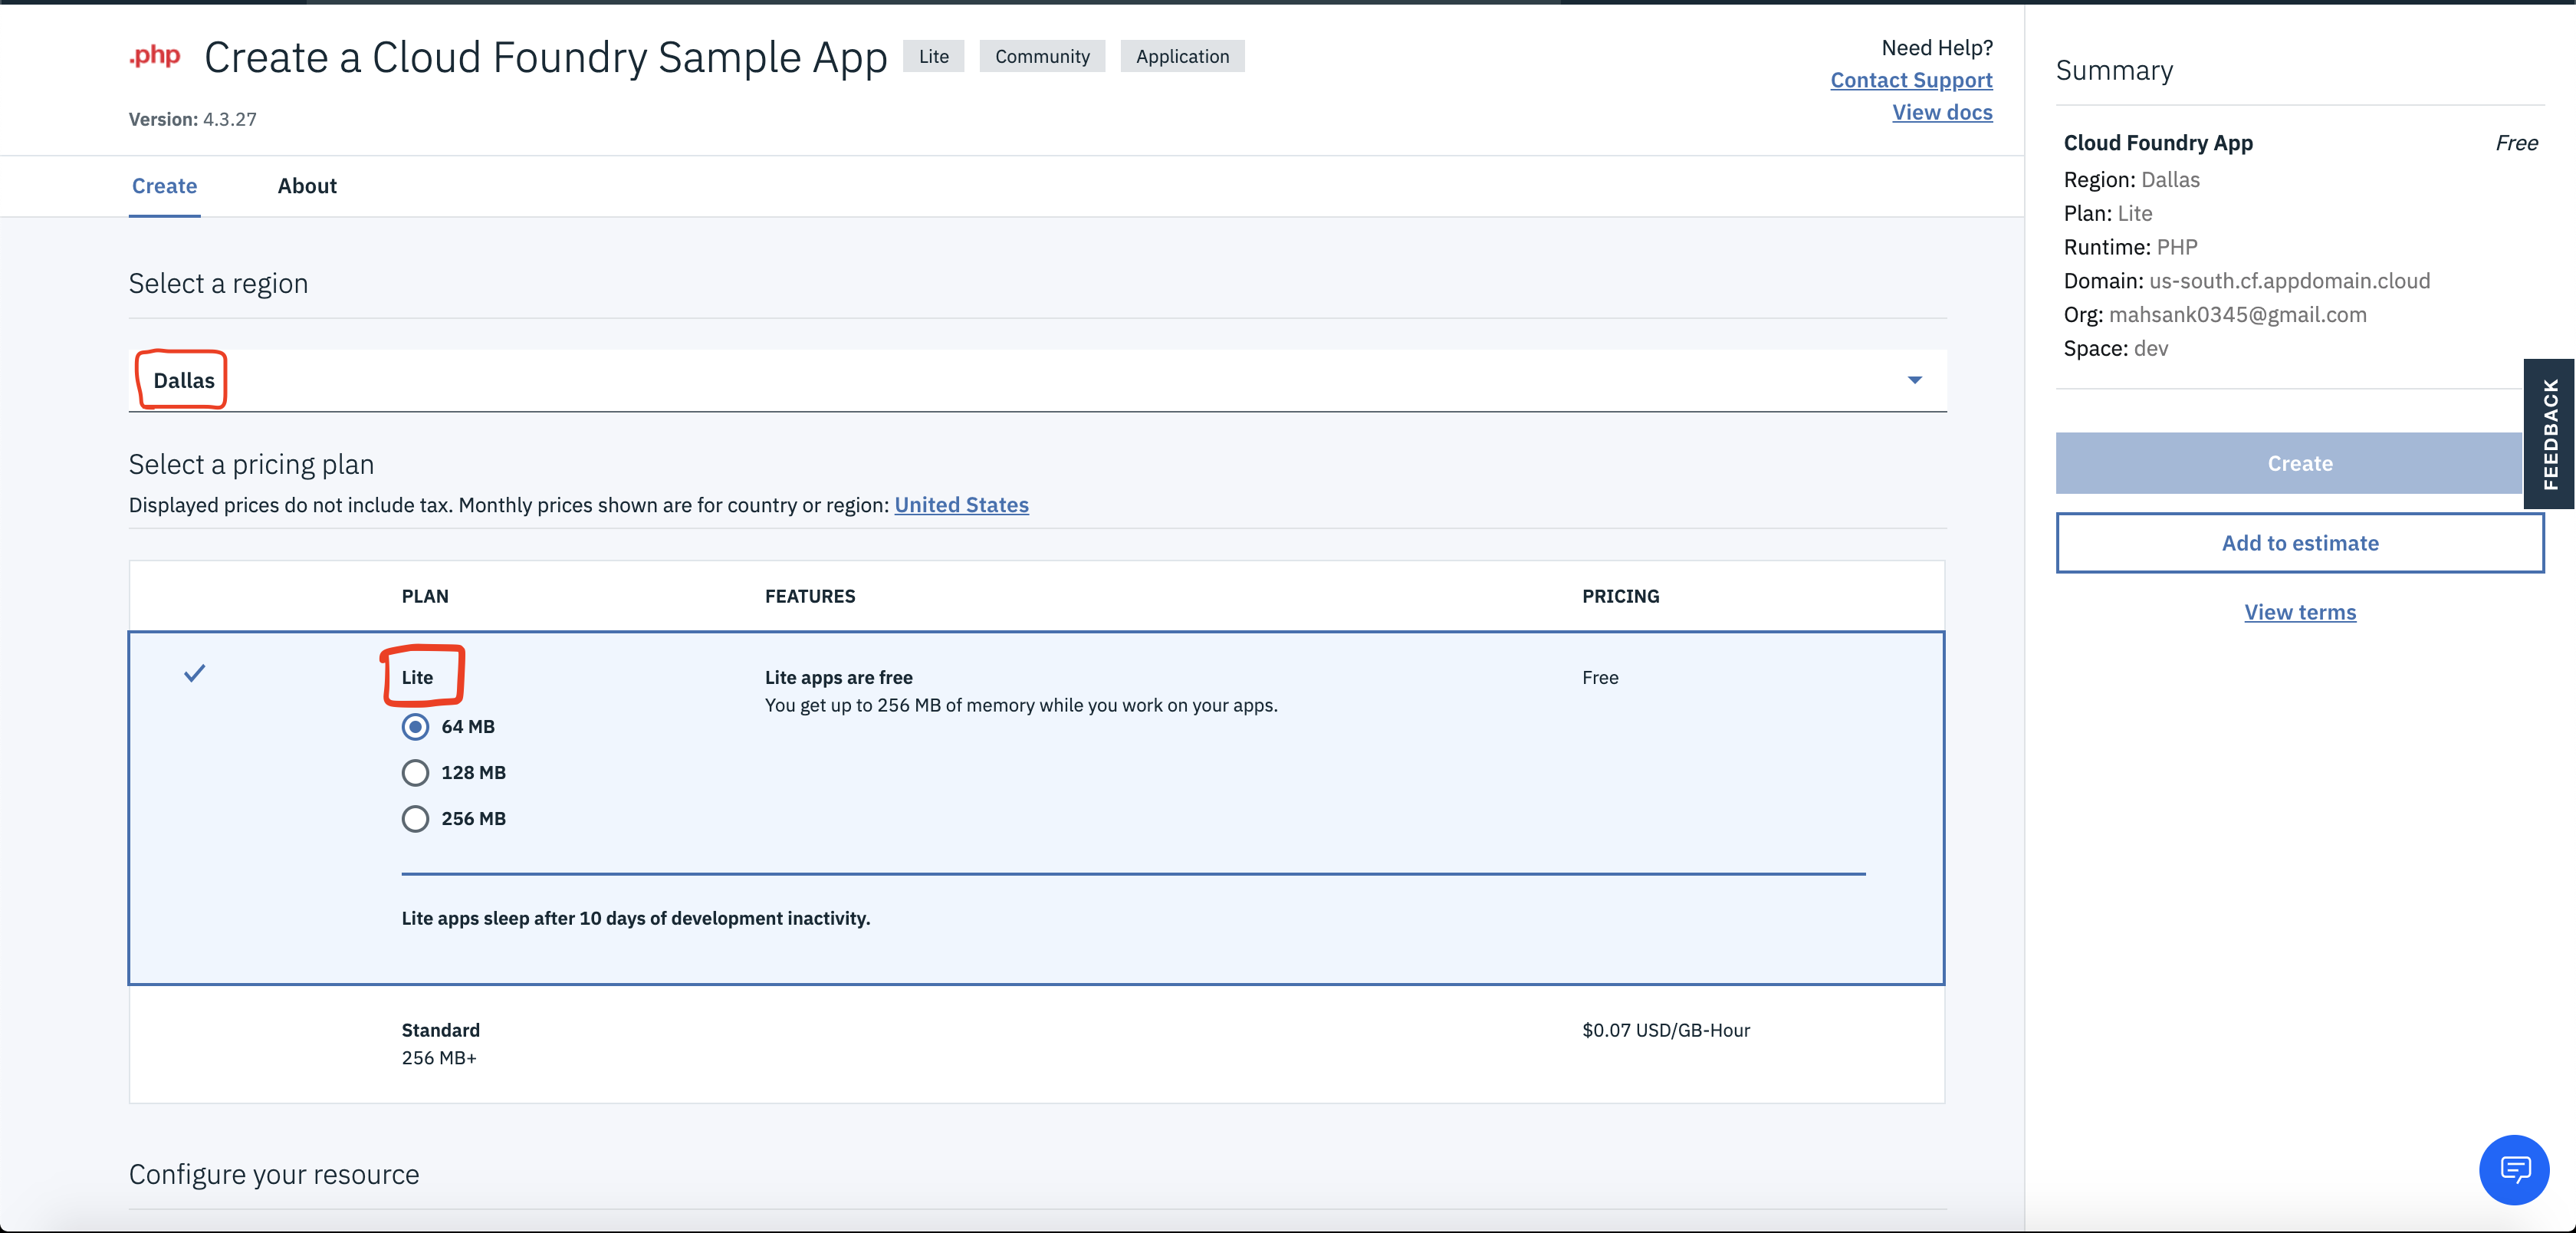 .php Create a Cloud Foundry Sample App Lite Community Application
Version: 4.3.27
Need Help?
Contact Support
View docs
Create About
Select a region
Dallas
Select a pricing plan
Displayed prices do not include tax. Monthly prices shown are for country or region: United States
PLAN FEATURES PRICING
Lite Lite apps are free Free
You get up to 256 MB of memory while you work on your apps.
64 MB
128 MB
256 MB
Lite apps sleep after 10 days of development inactivity.
Standard $0.07 USD/GB-Hour
256 MB+
Configure your resource
Summary
Cloud Foundry App Free
Region: Dallas
Plan: Lite
Runtime: PHP
Domain: us-south.cf.appdomain.cloud
Org: mahsank0345@gmail.com
Space: dev
FEEDBACK
Create
Add to estimate
View terms